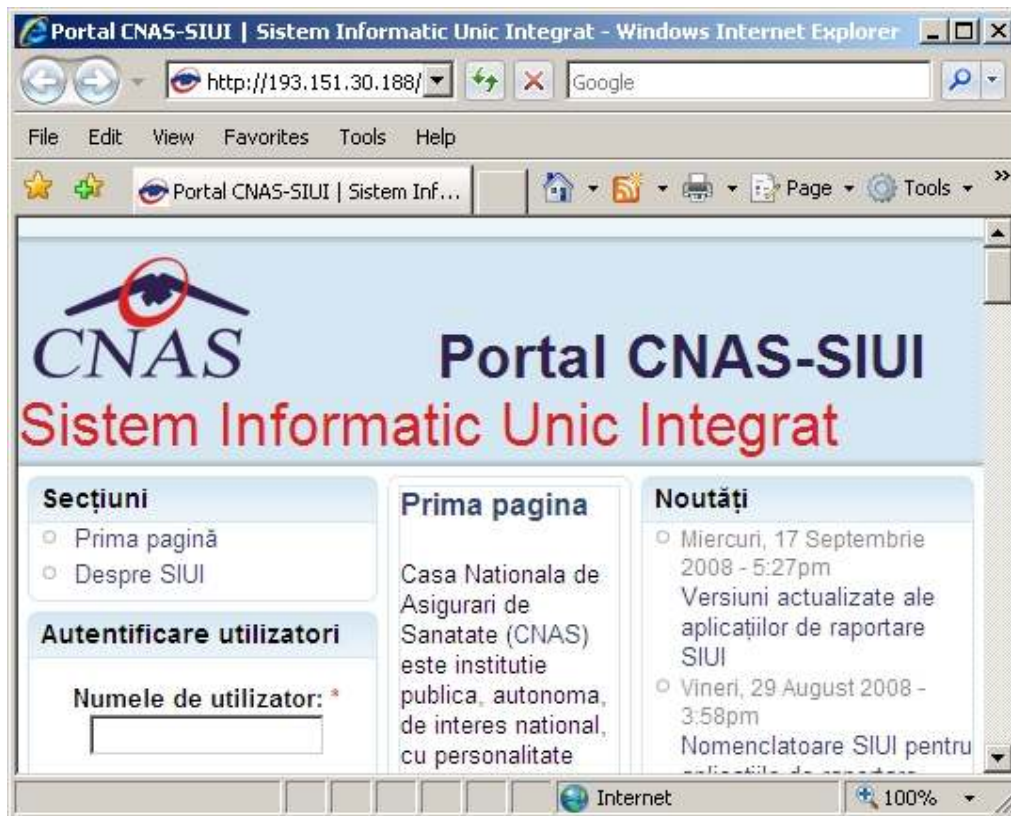 Portal CNAS-SIUI | Sistem Informatic Unic Integrat - Windows Internet Explorer
http://193.151.30.188/
Google
File Edit View Favorites Tools Help
Portal CNAS-SIUI | Sistem Inf...
Page
Tools
»
CNAS
Portal CNAS-SIUI
Sistem Informatic Unic Integrat
Secțiuni
Prima pagină
Despre SIUI
Autentificare utilizatori
Numele de utilizator: *
Prima pagina
Casa Nationala de
Asigurari de
Sanatate (CNAS)
este institutie
publica, autonoma,
de interes national,
cu personalitate
Noutăți
Miercuri, 17 Septembrie
2008 - 5:27pm
Versiuni actualizate ale
aplicațiilor de raportare
SIUI
Vineri, 29 August 2008 -
3:58pm
Nomenclatoare SIUI pentru
Internet
100%